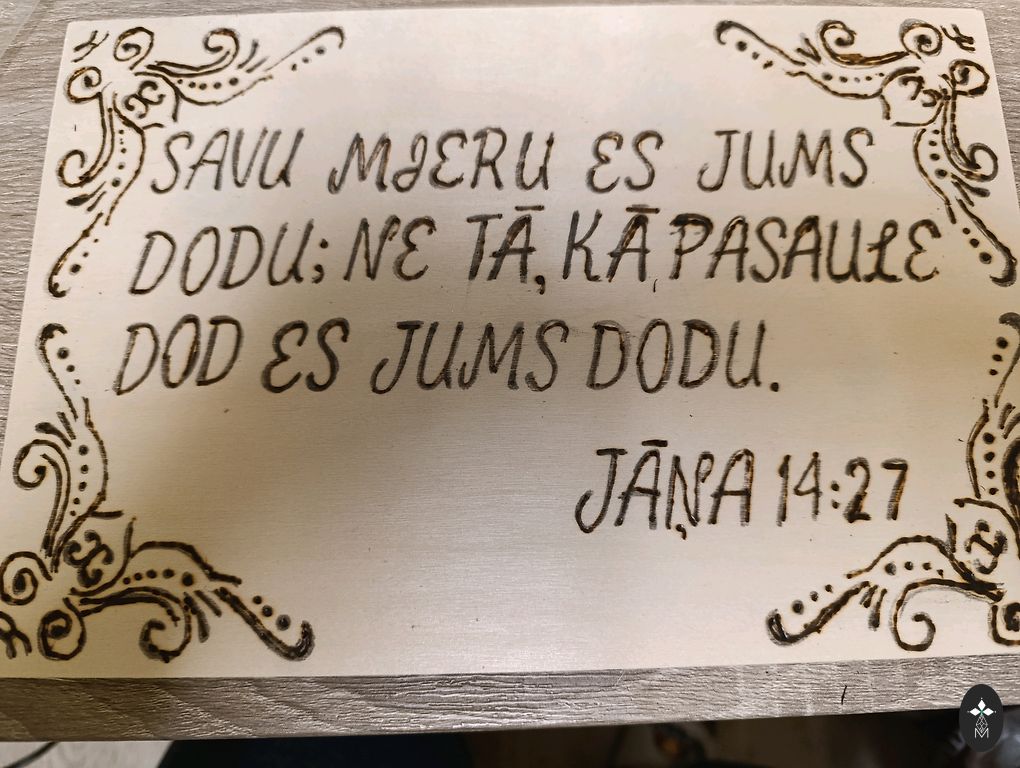 SAVU MIERU ES JUMS
DODU; NE TĀ, KĀ PASAULE
DOD ES JUMS DODU.
JĀŅA 14:27
M